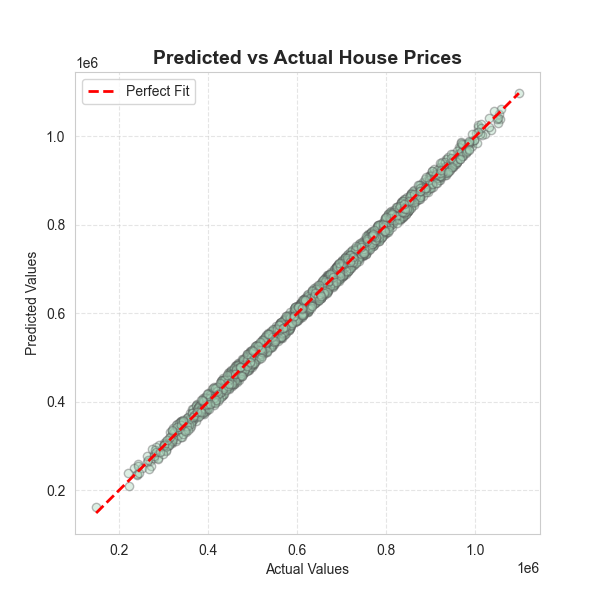 Predicted vs Actual House Prices
1e6
Perfect Fit
1.0
0.8
0.6
0.4
0.2
Predicted Values
0.2 0.4 0.6 0.8 1.0
Actual Values
1e6